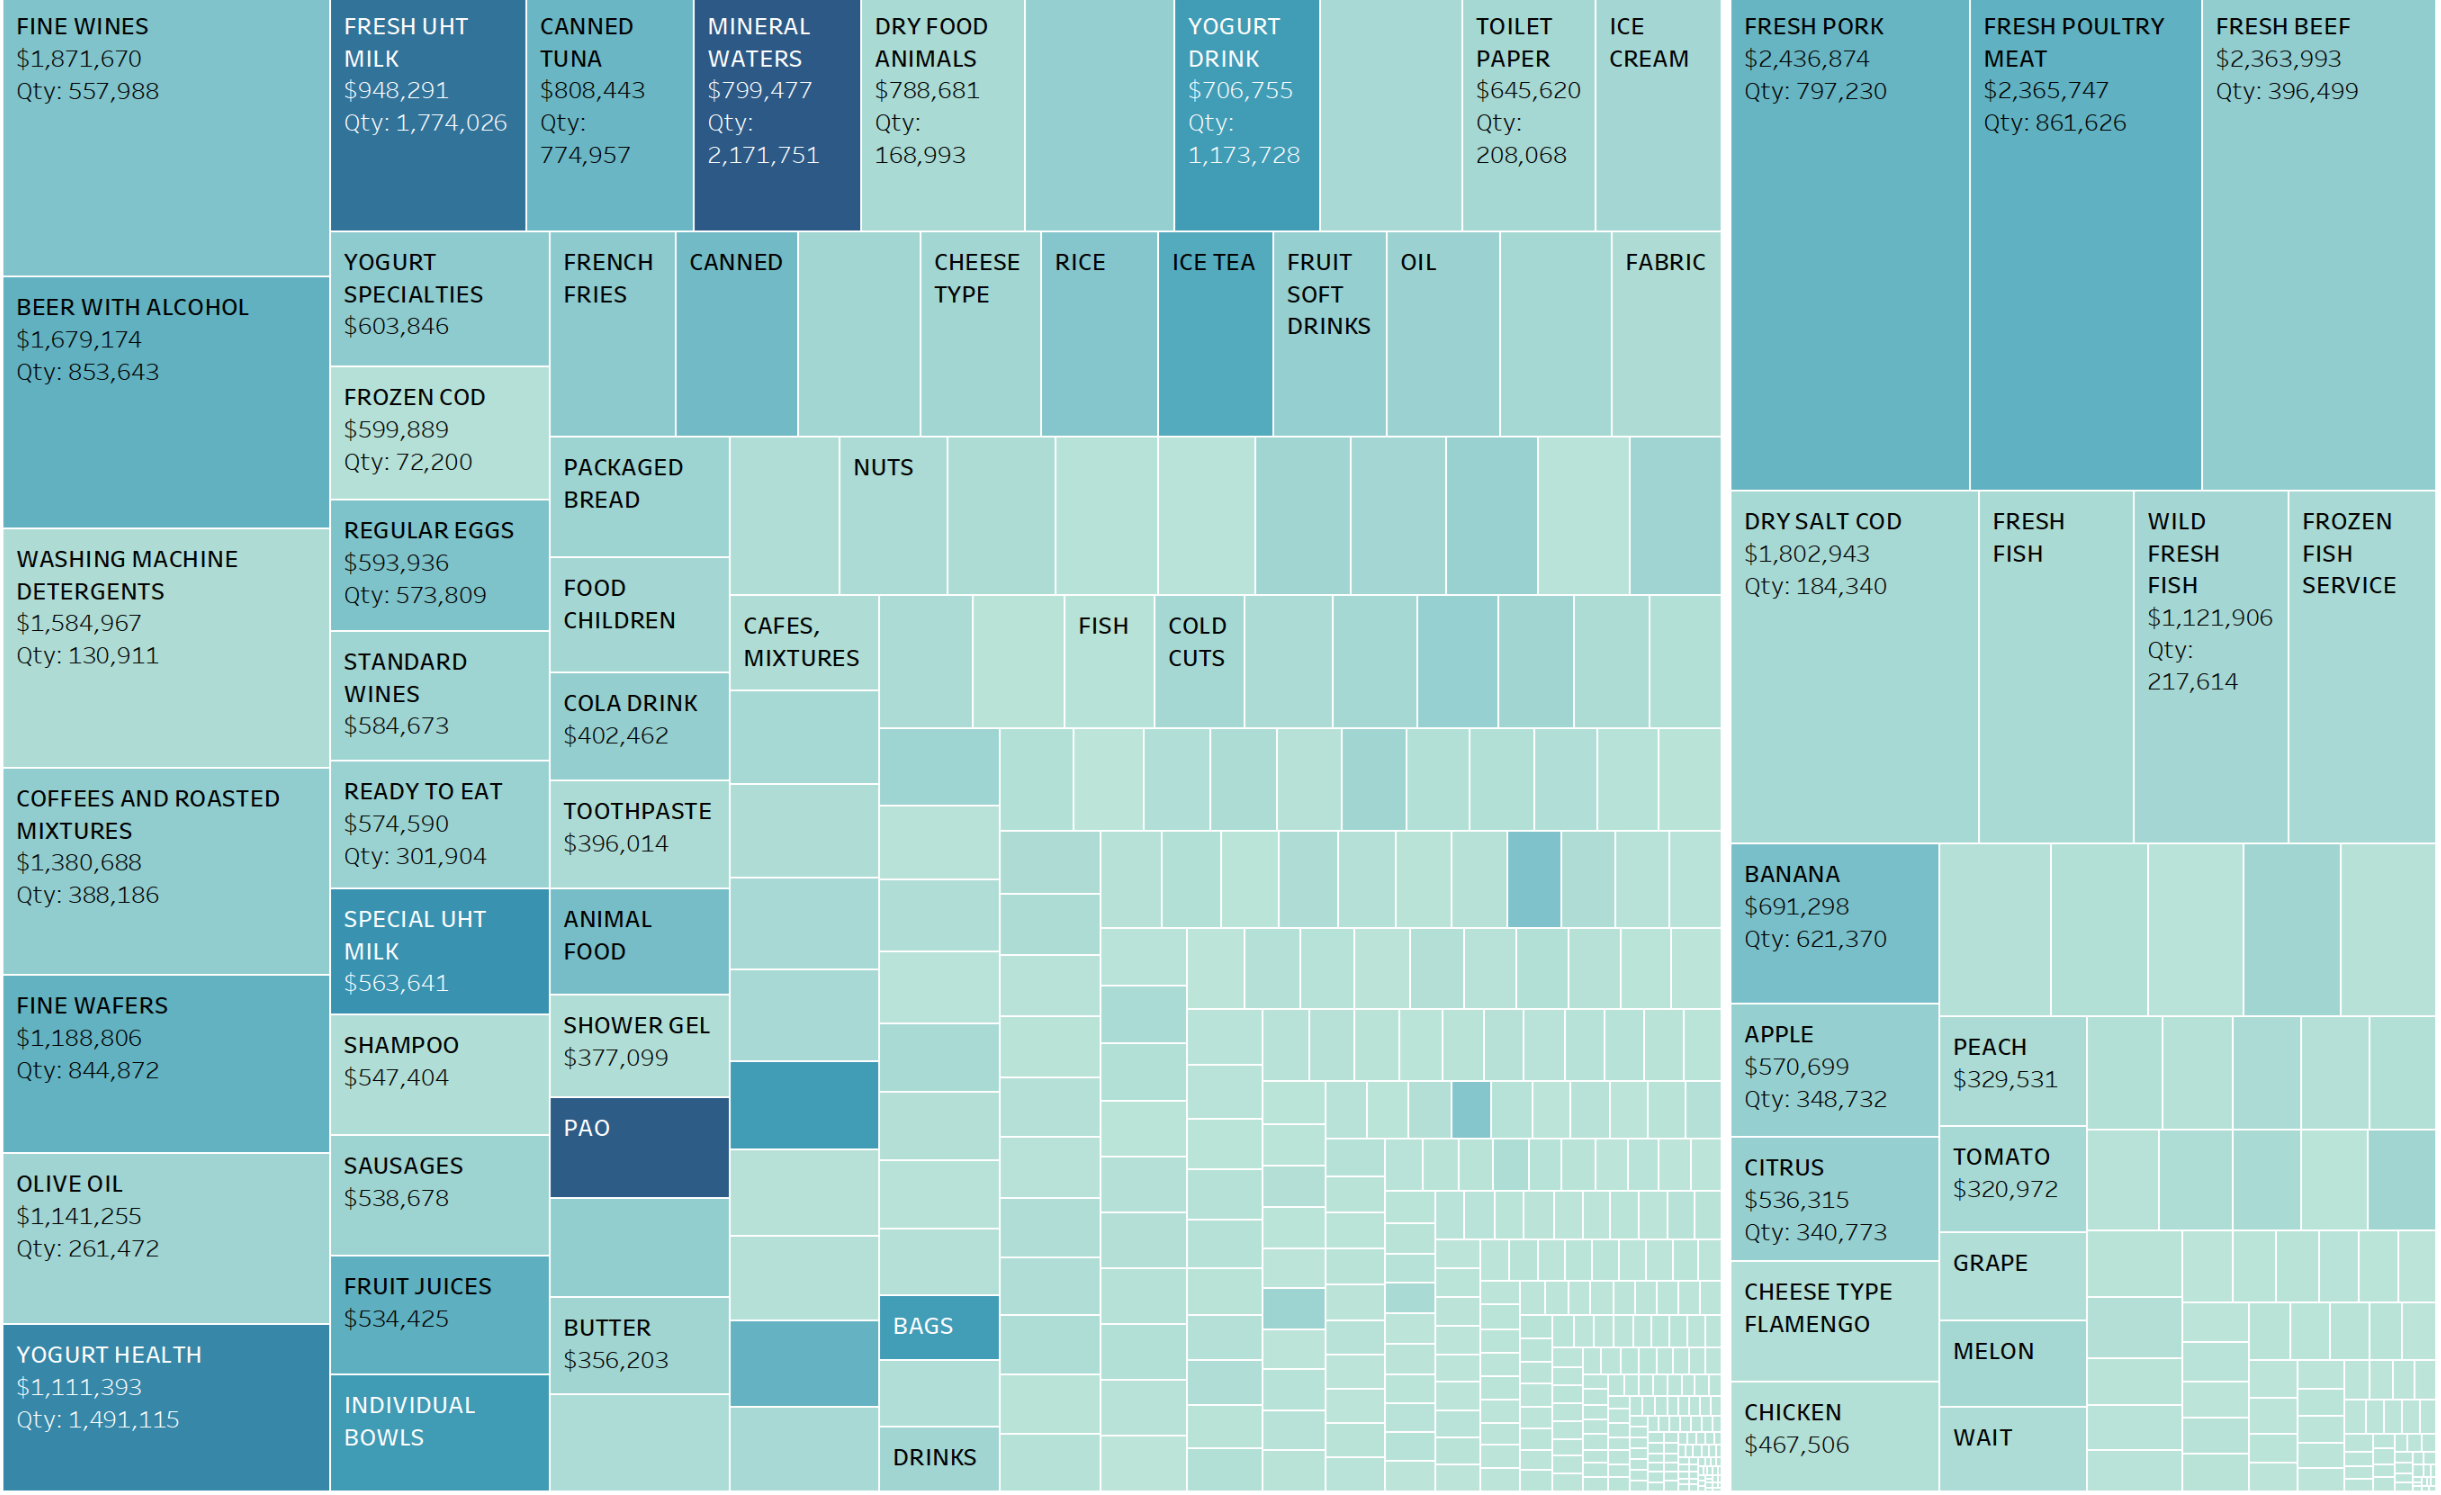 FINE WINES
$1,871,670
Qty: 557,988
BEER WITH ALCOHOL
$1,679,174
Qty: 853,643
WASHING MACHINE
DETERGENTS
$1,584,967
Qty: 130,911
COFFEES AND ROASTED
MIXTURES
$1,380,688
Qty: 388,186
FINE WAFERS
$1,188,806
Qty: 844,872
OLIVE OIL
$1,141,255
Qty: 261,472
YOGURT HEALTH
$1,111,393
Qty: 1,491,115
FRESH UHT
MILK
$948,291
Qty: 1,774,026
CANNED
TUNA
$808,443
Qty:
774,957
MINERAL
WATERS
$799,477
Qty:
2,171,751
DRY FOOD
ANIMALS
$788,681
Qty:
168,993
YOGURT
DRINK
$706,755
Qty:
1,173,728
TOILET
PAPER
$645,620
Qty:
208,068
ICE
CREAM
YOGURT
SPECIALTIES
$603,846
FROZEN COD
$599,889
Qty: 72,200
REGULAR EGGS
$593,936
Qty: 573,809
STANDARD
WINES
$584,673
READY TO EAT
$574,590
Qty: 301,904
SPECIAL UHT
MILK
$563,641
SHAMPOO
$547,404
SAUSAGES
$538,678
FRUIT JUICES
$534,425
INDIVIDUAL
BOWLS
FRENCH
FRIES
CANNED
CHEESE
TYPE
RICE
ICE TEA
FRUIT
SOFT
DRINKS
OIL
FABRIC
PACKAGED
BREAD
FOOD
CHILDREN
COLA DRINK
$402,462
TOOTHPASTE
$396,014
ANIMAL
FOOD
SHOWER GEL
$377,099
PAO
BUTTER
$356,203
NUTS
CAFES,
MIXTURES
FISH
COLD
CUTS
BAGS
DRINKS
FRESH PORK
$2,436,874
Qty: 797,230
FRESH POULTRY
MEAT
$2,365,747
Qty: 861,626
FRESH BEEF
$2,363,993
Qty: 396,499
DRY SALT COD
$1,802,943
Qty: 184,340
FRESH
FISH
WILD
FRESH
FISH
$1,121,906
Qty:
217,614
FROZEN
FISH
SERVICE
BANANA
$691,298
Qty: 621,370
APPLE
$570,699
Qty: 348,732
CITRUS
$536,315
Qty: 340,773
CHEESE TYPE
FLAMENGO
CHICKEN
$467,506
PEACH
$329,531
TOMATO
$320,972
GRAPE
MELON
WAIT